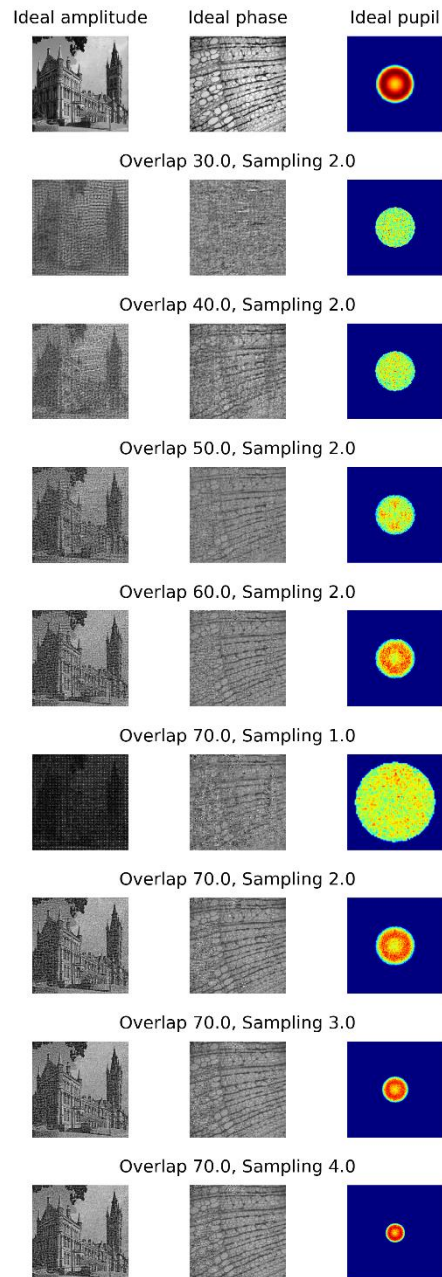 Ideal amplitude Ideal phase Ideal pupil
Overlap 30.0, Sampling 2.0
Overlap 40.0, Sampling 2.0
Overlap 50.0, Sampling 2.0
Overlap 60.0, Sampling 2.0
Overlap 70.0, Sampling 1.0
Overlap 70.0, Sampling 2.0
Overlap 70.0, Sampling 3.0
Overlap 70.0, Sampling 4.0